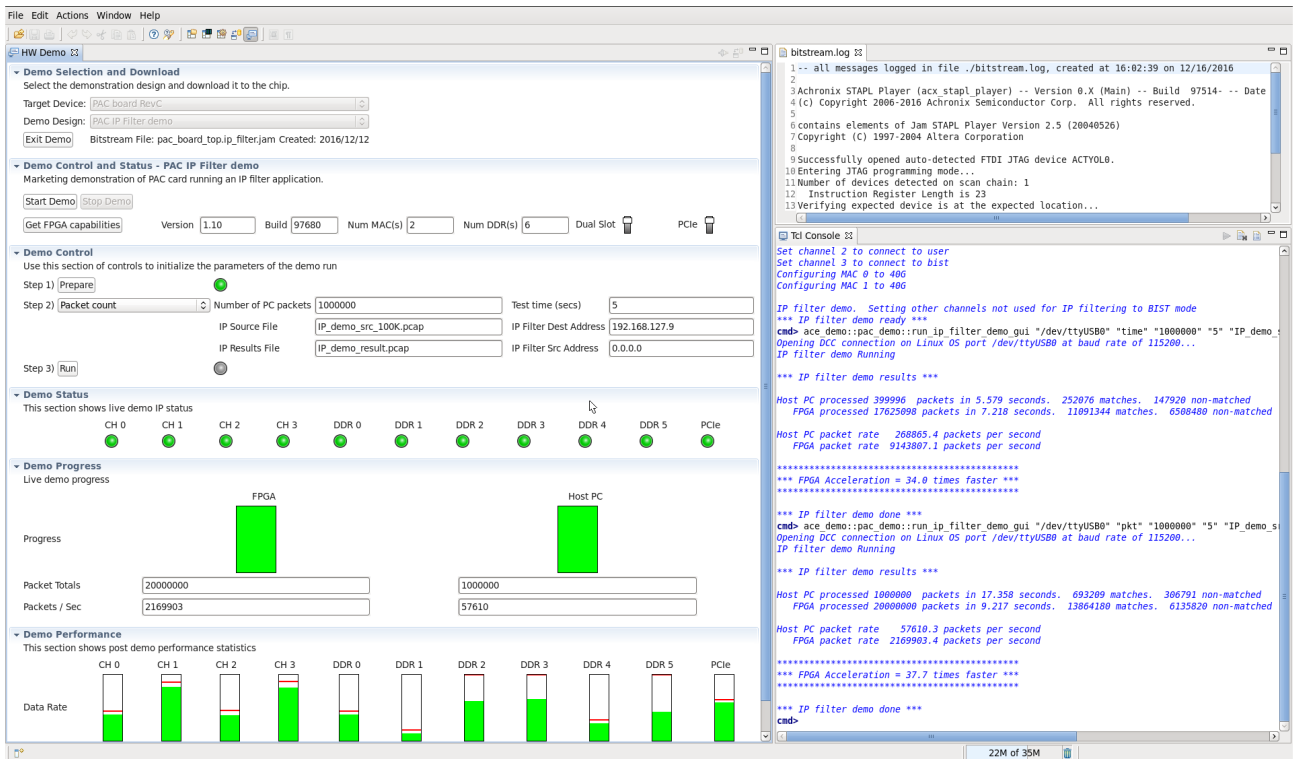 File Edit Actions Window Help
HW Demo
Demo Selection and Download
Select the demonstration design and download it to the chip.
Target Device: PAC board RevC
Demo Design: PAC IP Filter demo
Exit Demo Bitstream File: pac_board_top.ip_filter.jam Created: 2016/12/12
Demo Control and Status - PAC IP Filter demo
Marketing demonstration of PAC card running an IP filter application.
Start Demo Stop Demo
Get FPGA capabilities Version 1.10 Build 97680 Num MAC(s) 2 Num DDR(s) 6 Dual Slot PCIe
Demo Control
Use this section of controls to initialize the parameters of the demo run
Step 1) Prepare
Step 2) Packet count Number of PC packets 1000000 Test time (secs) 5
IP Source File IP_demo_src_100K.pcap IP Filter Dest Address 192.168.127.9
IP Results File IP_demo_result.pcap IP Filter Src Address 0.0.0.0
Step 3) Run
Demo Status
This section shows live demo IP status
CH 0 CH 1 CH 2 CH 3 DDR 0 DDR 1 DDR 2 DDR 3 DDR 4 DDR 5 PCIe
Demo Progress
Live demo progress
FPGA Host PC
Progress
Packet Totals 20000000 1000000
Packets / Sec 2169903 57610
Demo Performance
This section shows post demo performance statistics
CH 0 CH 1 CH 2 CH 3 DDR 0 DDR 1 DDR 2 DDR 3 DDR 4 DDR 5 PCIe
Data Rate
bitstream.log
1 -- all messages logged in file ./bitstream.log, created at 16:02:39 on 12/16/2016
2
3 Achronix STAPL Player (acx_stapl_player) -- Version 0.X (Main) -- Build 97514- -- Date
4 (c) Copyright 2006-2016 Achronix Semiconductor Corp. All rights reserved.
5
6 contains elements of Jam STAPL Player Version 2.5 (20040526)
7 Copyright (C) 1997-2004 Altera Corporation
8
9 Successfully opened auto-detected FTDI JTAG device ACTYOL0.
10 Entering JTAG programming mode...
11 Number of devices detected on scan chain: 1
12 Instruction Register Length is 23
13 Verifying expected device is at the expected location...
Tcl Console
Set channel 2 to connect to user
Set channel 3 to connect to bist
Configuring MAC 0 to 40G
Configuring MAC 1 to 40G
IP filter demo. Setting other channels not used for IP filtering to BIST mode
*** IP filter demo ready ***
cmd> ace_demo::pac_demo::run_ip_filter_demo_gui "/dev/ttyUSB0" "time" "1000000" "5" "IP_demo_s
Opening DCC connection on Linux OS port /dev/ttyUSB0 at baud rate of 115200...
IP filter demo Running
*** IP filter demo results ***
Host PC processed 399996 packets in 5.579 seconds. 252076 matches. 147920 non-matched
FPGA processed 17625098 packets in 7.218 seconds. 11091344 matches. 6508480 non-matched
Host PC packet rate 268865.4 packets per second
FPGA packet rate 9143807.1 packets per second
*********************************************
*** FPGA Acceleration = 34.0 times faster ***
*********************************************
*** IP filter demo done ***
cmd> ace_demo::pac_demo::run_ip_filter_demo_gui "/dev/ttyUSB0" "pkt" "1000000" "5" "IP_demo_sr
Opening DCC connection on Linux OS port /dev/ttyUSB0 at baud rate of 115200...
IP filter demo Running
*** IP filter demo results ***
Host PC processed 1000000 packets in 17.358 seconds. 693209 matches. 306791 non-matched
FPGA processed 20000000 packets in 9.217 seconds. 13864180 matches. 6135820 non-matched
Host PC packet rate 57610.3 packets per second
FPGA packet rate 2169903.4 packets per second
*********************************************
*** FPGA Acceleration = 37.7 times faster ***
*********************************************
*** IP filter demo done ***
cmd>
22M of 35M